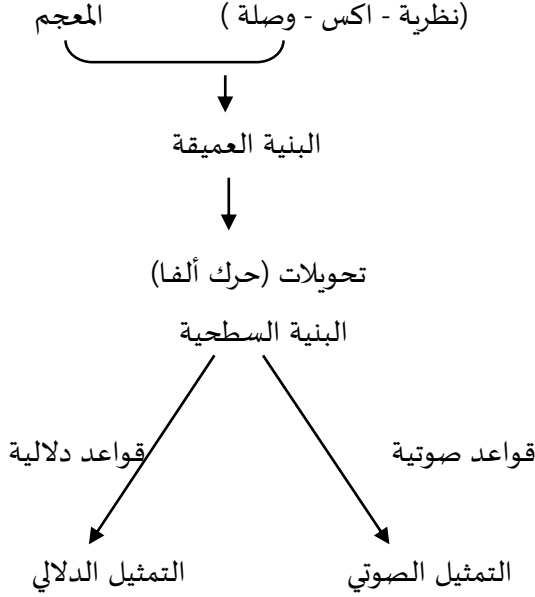 (نظرية - اكس - وصلة ) المعجم
البنية العميقة
تحويلات (حرك ألفا)
البنية السطحية
قواعد صوتية قواعد دلالية
التمثيل الصوتي التمثيل الدلالي